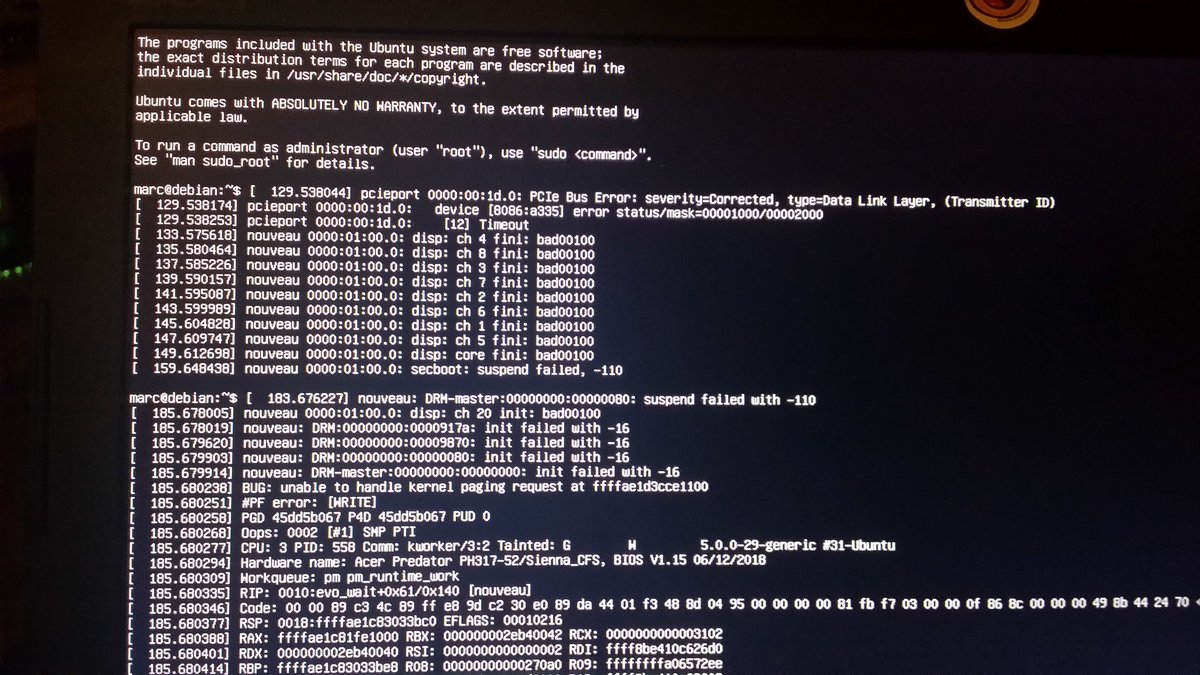 The programs included with the Ubuntu system are free software;
the exact distribution terms for each program are described in the
individual files in /usr/share/doc/*/copyright.
Ubuntu comes with ABSOLUTELY NO WARRANTY, to the extent permitted by
applicable law.
To run a command as administrator (user "root"), use "sudo <command>".
See "man sudo_root" for details.
marc@debian:~$ [  129.538044] pcieport 0000:00:1d.0: PCIe Bus Error: severity=Corrected, type=Data Link Layer, (Transmitter ID)
[  129.538174] pcieport 0000:00:1d.0:   device [8086:a335] error status/mask=00001000/00002000
[  129.538253] pcieport 0000:00:1d.0:    [12] Timeout
[  133.575618] nouveau 0000:01:00.0: disp: ch 4 fini: bad00100
[  135.580464] nouveau 0000:01:00.0: disp: ch 8 fini: bad00100
[  137.585226] nouveau 0000:01:00.0: disp: ch 3 fini: bad00100
[  139.590157] nouveau 0000:01:00.0: disp: ch 7 fini: bad00100
[  141.595087] nouveau 0000:01:00.0: disp: ch 2 fini: bad00100
[  143.599989] nouveau 0000:01:00.0: disp: ch 6 fini: bad00100
[  145.604828] nouveau 0000:01:00.0: disp: ch 1 fini: bad00100
[  147.609747] nouveau 0000:01:00.0: disp: ch 5 fini: bad00100
[  149.612698] nouveau 0000:01:00.0: disp: core fini: bad00100
[  159.648438] nouveau 0000:01:00.0: secboot: suspend failed, -110
marc@debian:~$ [  183.676227] nouveau: DRM-master:00000000:00000080: suspend failed with -110
[  185.678005] nouveau 0000:01:00.0: disp: ch 20 init: bad00100
[  185.678019] nouveau: DRM:00000000:0000917a: init failed with -16
[  185.679620] nouveau: DRM:00000000:00009870: init failed with -16
[  185.679903] nouveau: DRM:00000000:00000080: init failed with -16
[  185.679914] nouveau: DRM-master:00000000:00000000: init failed with -16
[  185.680238] BUG: unable to handle kernel paging request at ffffae1d3cce1100
[  185.680251] #PF error: [WRITE]
[  185.680258] PGD 45dd5b067 P4D 45dd5b067 PUD 0
[  185.680268] Oops: 0002 [#1] SMP PTI
[  185.680277] CPU: 3 PID: 558 Comm: kworker/3:2 Tainted: G        W         5.0.0-29-generic #31-Ubuntu
[  185.680294] Hardware name: Acer Predator PH317-52/Sienna_CFS, BIOS V1.15 06/12/2018
[  185.680309] Workqueue: pm pm_runtime_work
[  185.680335] RIP: 0010:evo_wait+0x61/0x140 [nouveau]
[  185.680346] Code: 00 00 89 c3 4c 89 ff e8 9d c2 30 e0 89 da 44 01 f3 48 8d 04 95 00 00 00 00 81 fb f7 03 00 00 0f 86 8c 00 00 00 49 8b 44 24 70
[  185.680377] RSP: 0018:ffffae1c83033bc0 EFLAGS: 00010216
[  185.680388] RAX: ffffae1c81fe1000 RBX: 000000002eb40042 RCX: 0000000000003102
[  185.680401] RDX: 000000002eb40040 RSI: 0000000000000002 RDI: ffff8be410c626d0
[  185.680414] RBP: ffffae1c83033be8 R08: 00000000000270a0 R09: ffffffffa06572ee